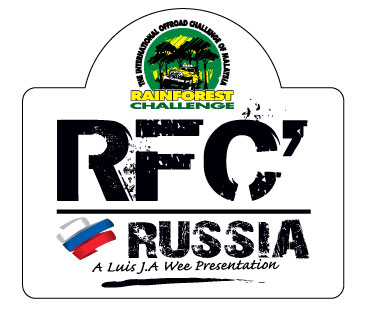 THE INTERNATIONAL OFFROAD CHALLENGE OF MALAYSIA
RAINFOREST
CHALLENGE
RFC'
RUSSIA
A Luis J.A Wee Presentation